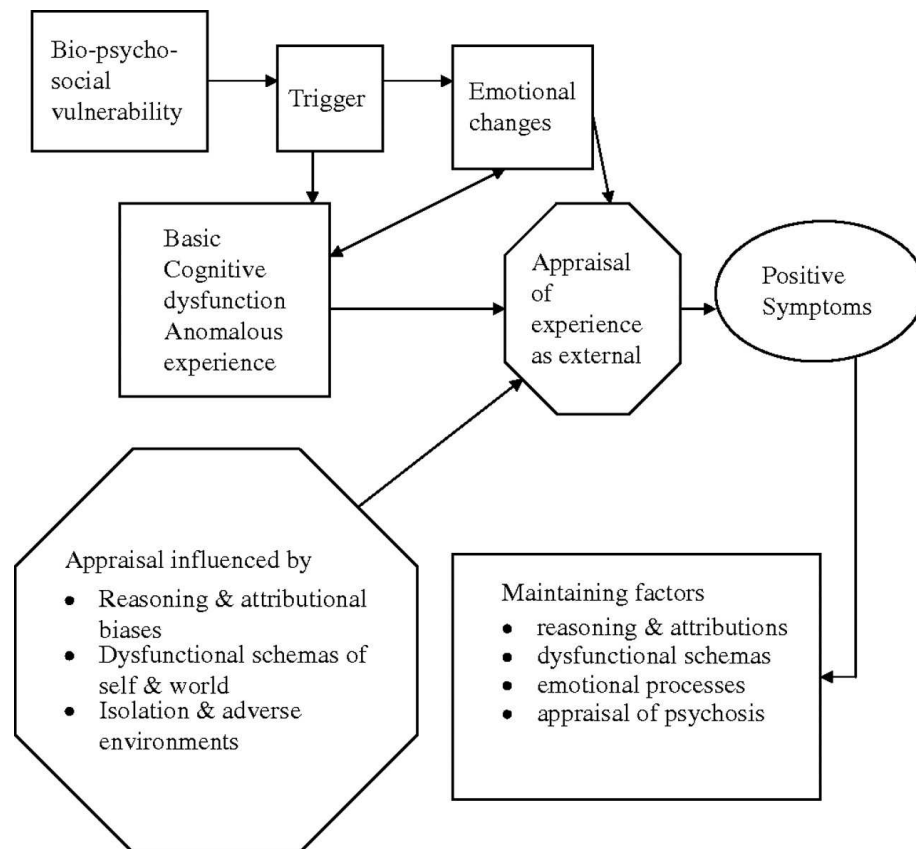 Bio-psycho-
social
vulnerability
Trigger
Emotional
changes
Basic
Cognitive
dysfunction
Anomalous
experience
Appraisal
of
experience
as external
Positive
Symptoms
Appraisal influenced by
● Reasoning & attributional
biases
● Dysfunctional schemas of
self & world
● Isolation & adverse
environments
Maintaining factors
● reasoning & attributions
● dysfunctional schemas
● emotional processes
● appraisal of psychosis